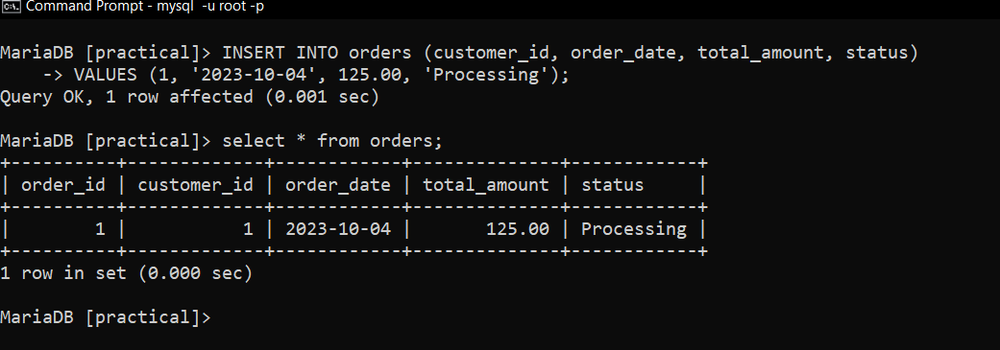 Command Prompt - mysql  -u root -p
MariaDB [practical]> INSERT INTO orders (customer_id, order_date, total_amount, status)
    -> VALUES (1, '2023-10-04', 125.00, 'Processing');
Query OK, 1 row affected (0.001 sec)
MariaDB [practical]> select * from orders;
+----------+-------------+------------+--------------+------------+
| order_id | customer_id | order_date | total_amount | status     |
+----------+-------------+------------+--------------+------------+
|        1 |           1 | 2023-10-04 |       125.00 | Processing |
+----------+-------------+------------+--------------+------------+
1 row in set (0.000 sec)
MariaDB [practical]>